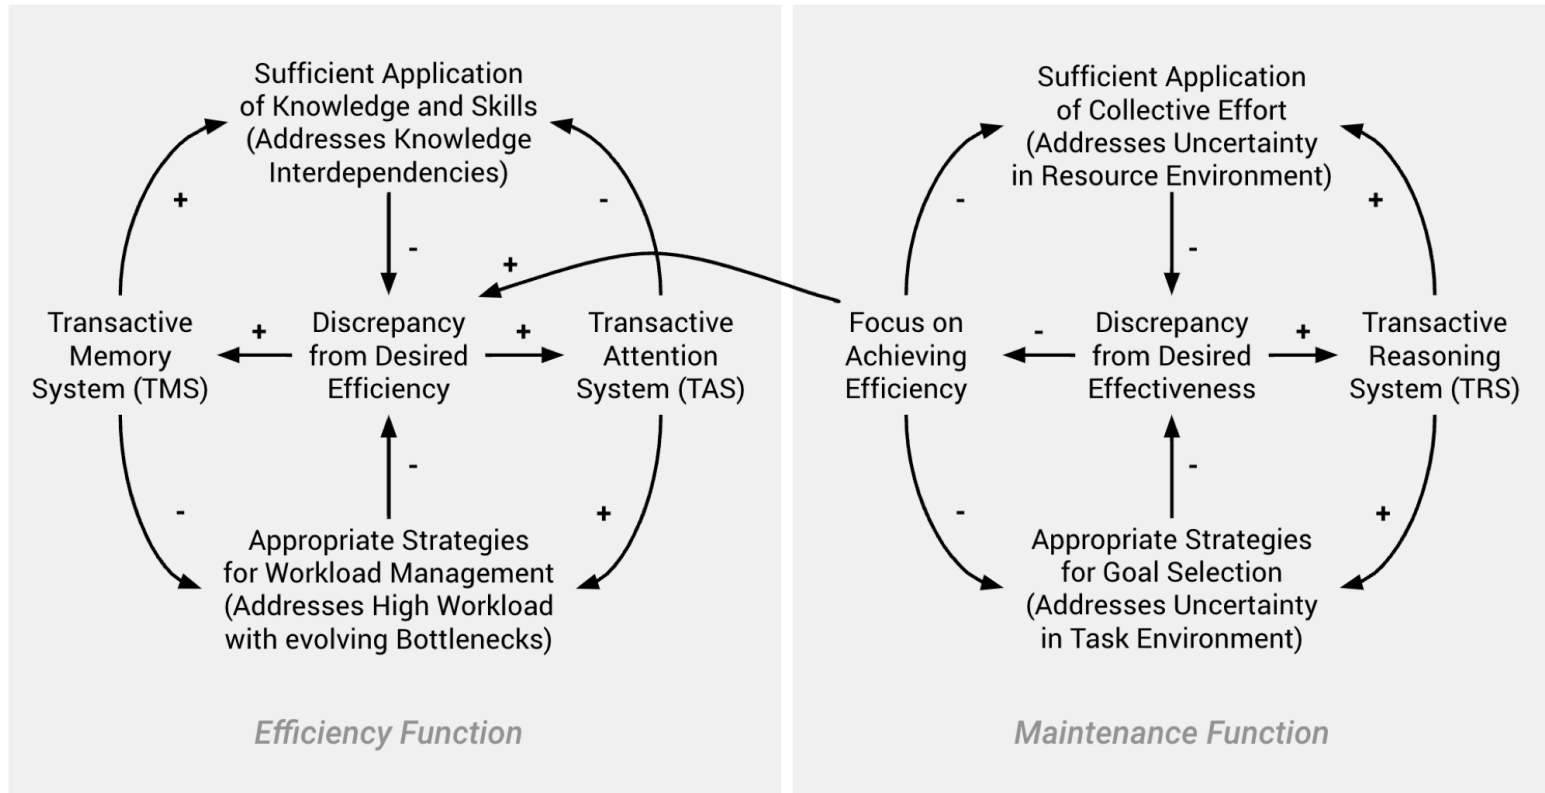 Sufficient Application
of Knowledge and Skills
(Addresses Knowledge
Interdependencies)
+
-
-
+
Transactive
Memory
System (TMS)
+
Discrepancy
from Desired
Efficiency
+
Transactive
Attention
System (TAS)
-
-
+
Appropriate Strategies
for Workload Management
(Addresses High Workload
with evolving Bottlenecks)
Efficiency Function
Sufficient Application
of Collective Effort
(Addresses Uncertainty
in Resource Environment)
-
+
-
Focus on
Achieving
Efficiency
-
Discrepancy
from Desired
Effectiveness
+
Transactive
Reasoning
System (TRS)
-
-
+
Appropriate Strategies
for Goal Selection
(Addresses Uncertainty
in Task Environment)
Maintenance Function